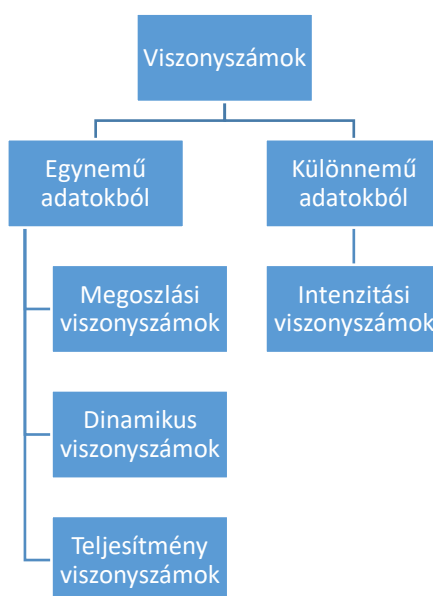 Viszonyszámok
Egynemű
adatokból
Különnemű
adatokból
Megoszlási
viszonyszámok
Intenzitási
viszonyszámok
Dinamikus
viszonyszámok
Teljesítmény
viszonyszámok